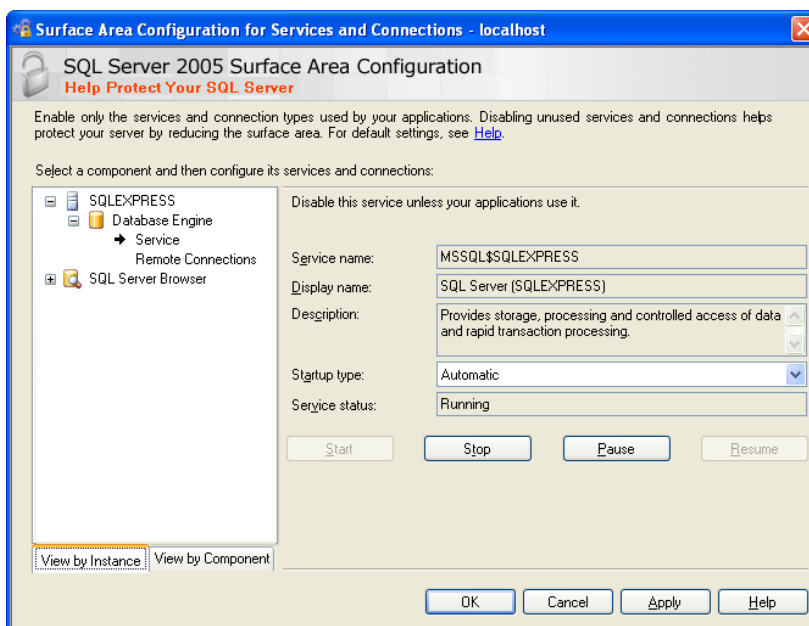 Surface Area Configuration for Services and Connections - localhost
SQL Server 2005 Surface Area Configuration
Help Protect Your SQL Server
Enable only the services and connection types used by your applications. Disabling unused services and connections helps
protect your server by reducing the surface area. For default settings, see Help.
Select a component and then configure its services and connections:
SQLEXPRESS
Database Engine
Service
Remote Connections
SQL Server Browser
Disable this service unless your applications use it.
Service name:
MSSQL$SQLEXPRESS
Display name:
SQL Server (SQLEXPRESS)
Description:
Provides storage, processing and controlled access of data
and rapid transaction processing.
Startup type:
Automatic
Service status:
Running
Start
Stop
Pause
Resume
View by Instance
View by Component
OK
Cancel
Apply
Help